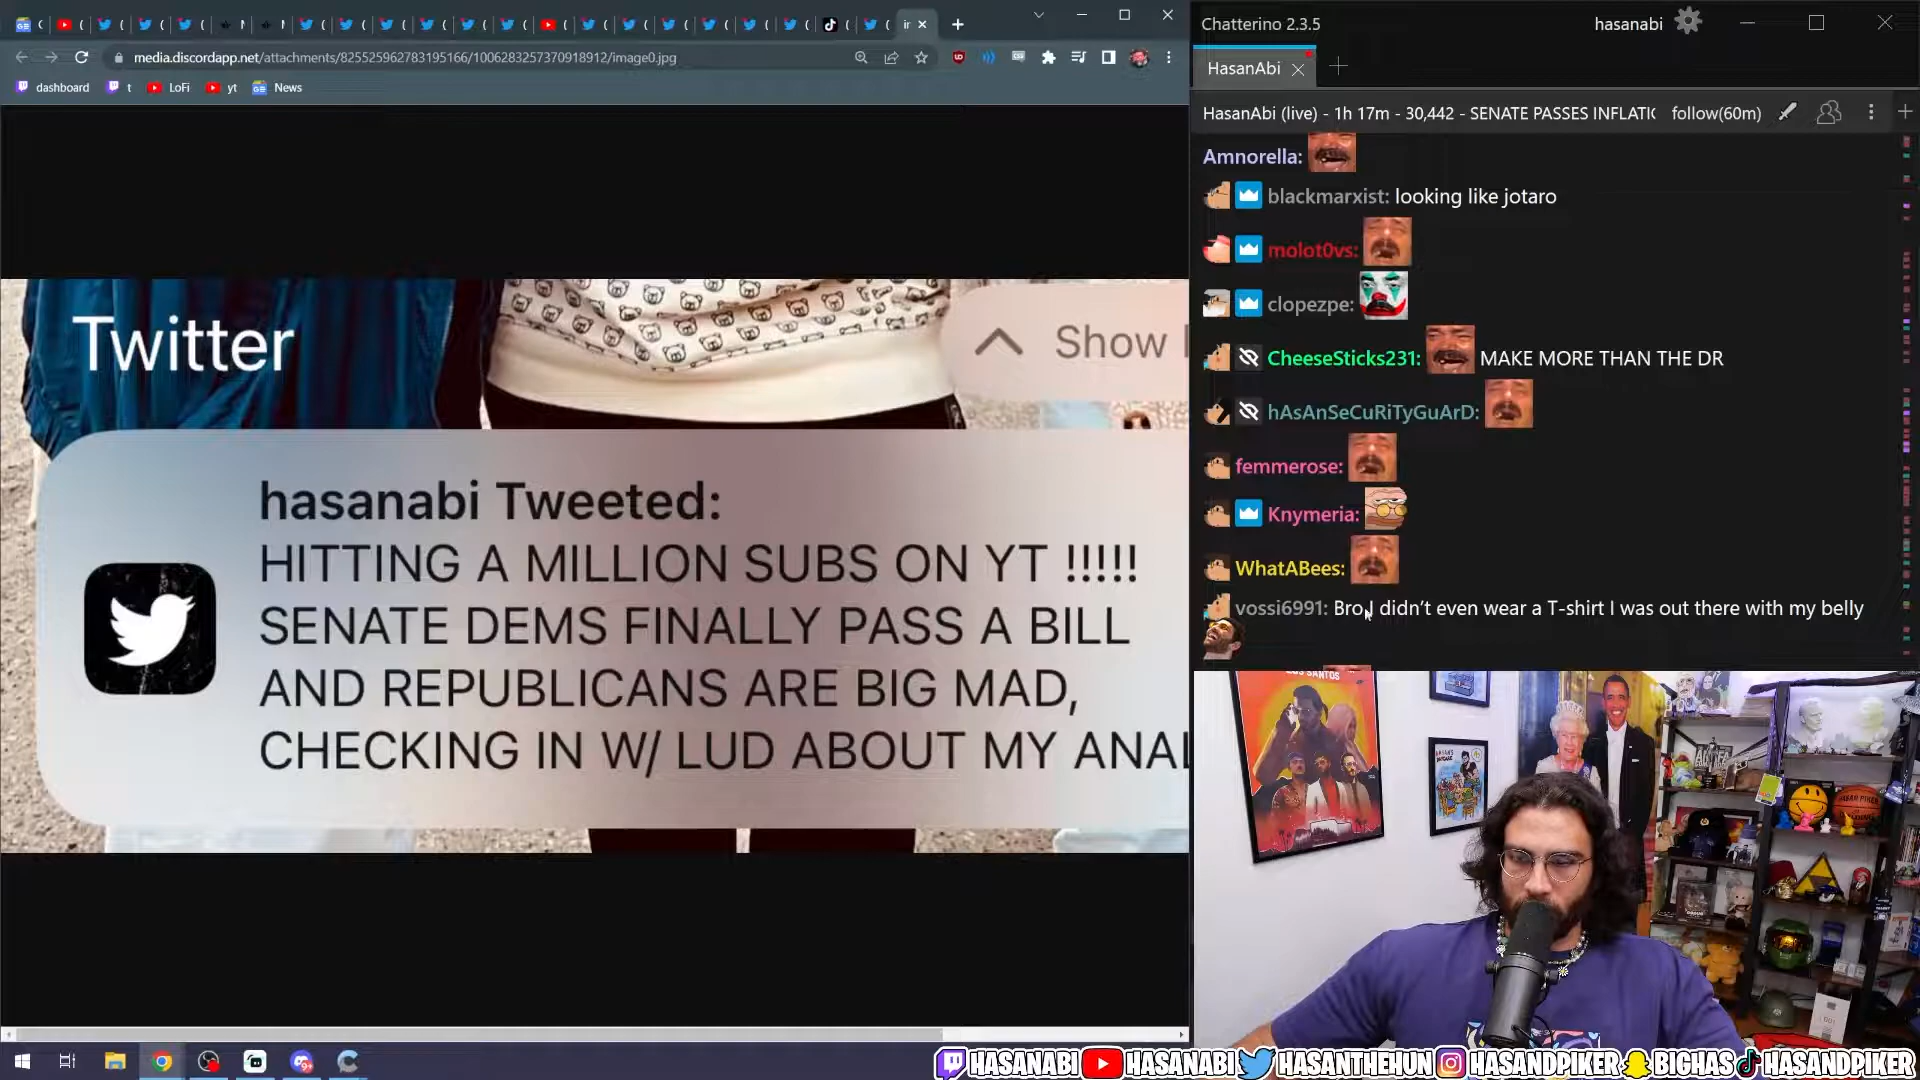 Chatterino 2.3.5
hasanabi
media.discordapp.net/attachments/825525962783195166/1006283257370918912/image0.jpg
HasanAbi
dashboard
t
LoFi
yt
News
HasanAbi (live) - 1h 17m - 30,442 - SENATE PASSES INFLATI
follow(60m)
Amnorella:
blackmarxist: looking like jotaro
molot0vs:
clopezpe:
CheeseSticks231: MAKE MORE THAN THE DR
hAsAnSeCuRiTyGuArD:
femmerose:
Knymeria:
WhatABees:
vossi6991: Bro I didn’t even wear a T-shirt I was out there with my belly
Twitter
Show
hasanabi Tweeted:
HITTING A MILLION SUBS ON YT !!!!!
SENATE DEMS FINALLY PASS A BILL
AND REPUBLICANS ARE BIG MAD,
CHECKING IN W/ LUD ABOUT MY ANAL
LOS SANTOS
HASANABI
HASANABI
HASANTHEHUN
HASANDPIKER
BIGHAS
HASANDPIKER